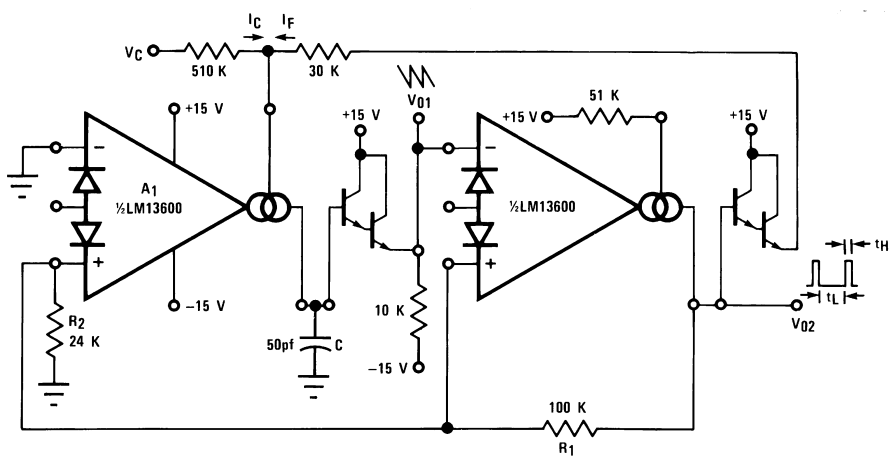 I_C I_F
V_C
510 K
30 K
V_01
+15 V
+15 V
+15 V
51 K
+15 V
−
A_1
½LM13600
+
−
½LM13600
+
−15 V
R_2
24 K
50pf
C
10 K
−15 V
t_H
t_L
V_02
100 K
R_1